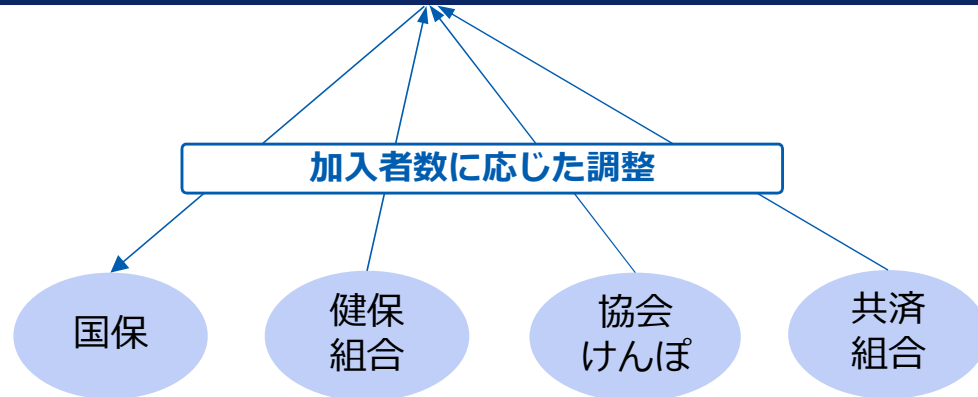 加入者数に応じた調整
国保
健保
組合
協会
けんぽ
共済
組合